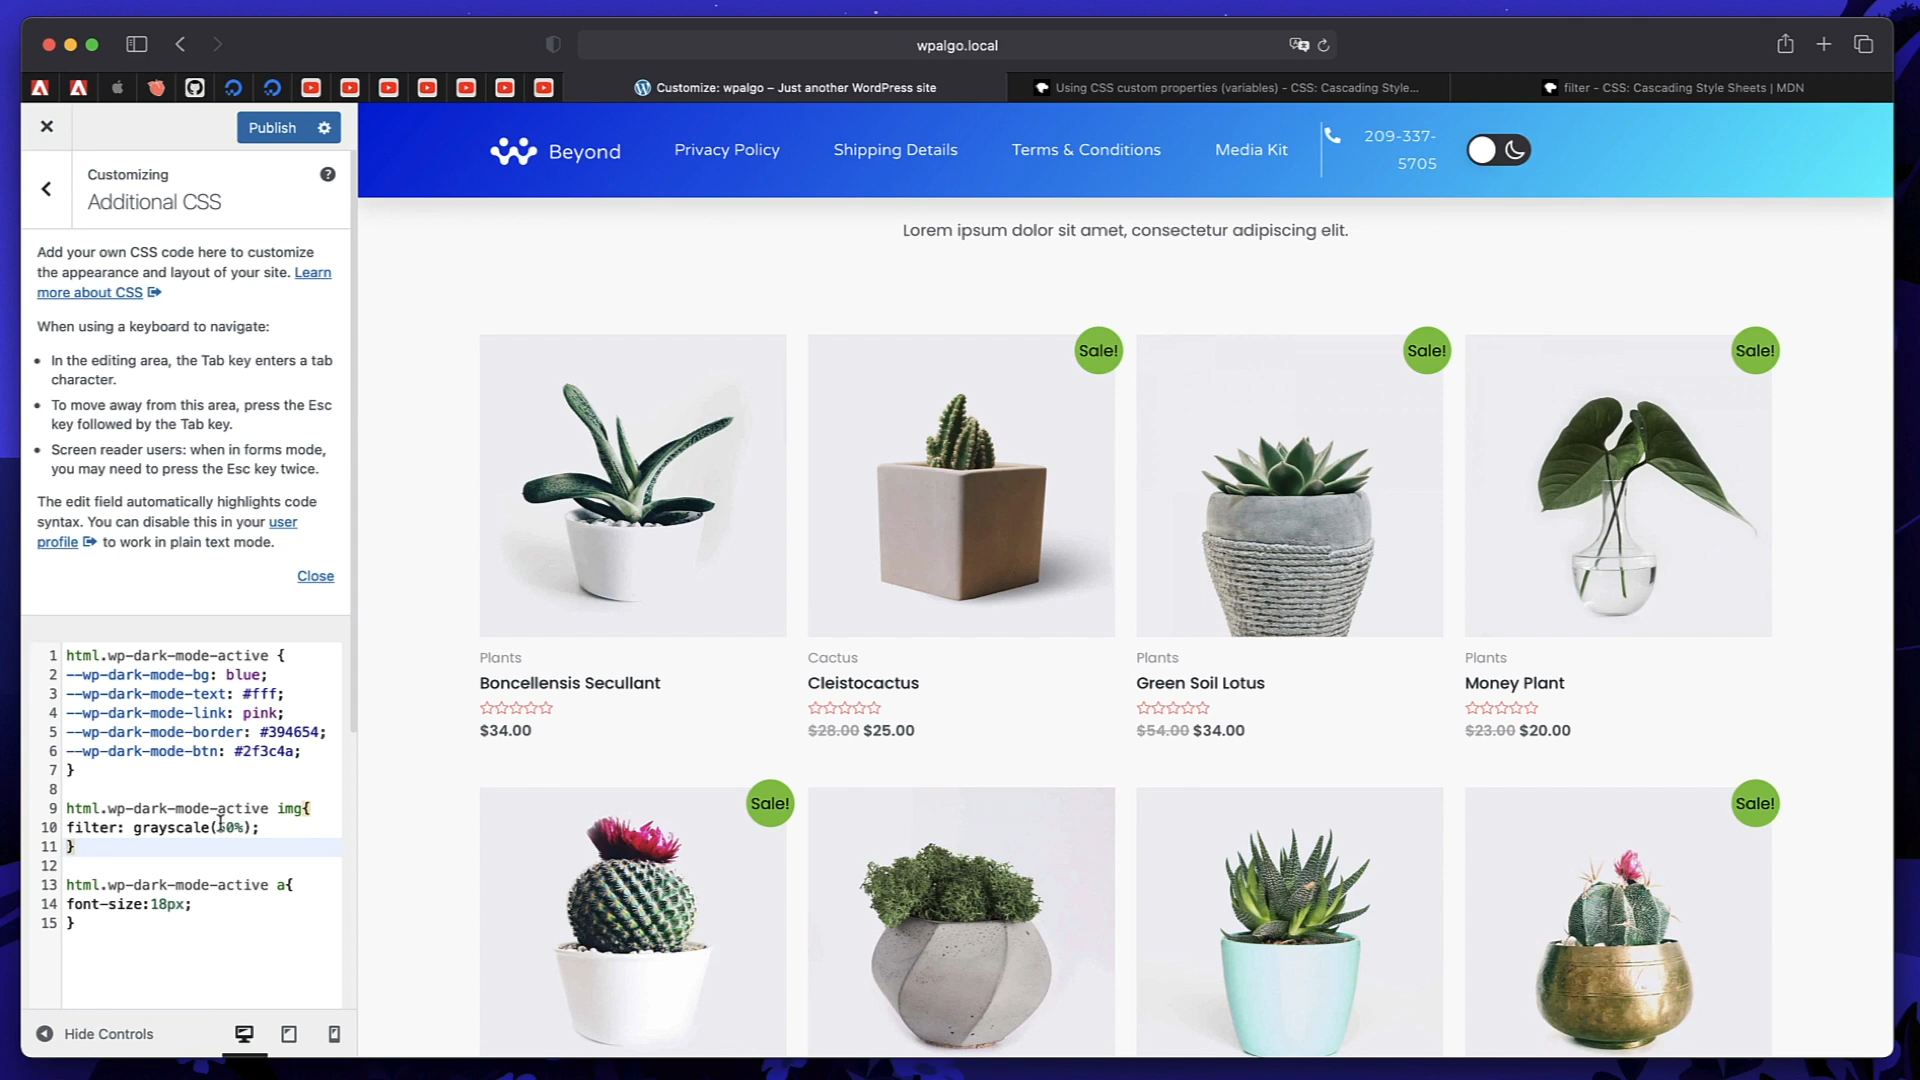 wpalgo.local
Customize: wpalgo – Just another WordPress site
Using CSS custom properties (variables) - CSS: Cascading Style...
filter - CSS: Cascading Style Sheets | MDN
Publish
Customizing
Additional CSS
Add your own CSS code here to customize
the appearance and layout of your site. Learn
more about CSS
When using a keyboard to navigate:
In the editing area, the Tab key enters a tab
character.
To move away from this area, press the Esc
key followed by the Tab key.
Screen reader users: when in forms mode,
you may need to press the Esc key twice.
The edit field automatically highlights code
syntax. You can disable this in your user
profile to work in plain text mode.
Close
1 html.wp-dark-mode-active {
2 --wp-dark-mode-bg: blue;
3 --wp-dark-mode-text: #fff;
4 --wp-dark-mode-link: pink;
5 --wp-dark-mode-border: #394654;
6 --wp-dark-mode-btn: #2f3c4a;
7 }
8
9 html.wp-dark-mode-active img{
10 filter: grayscale(
11 }
12
13 html.wp-dark-mode-active a{
14 font-size:18px;
15 }
Hide Controls
Beyond
Privacy Policy
Shipping Details
Terms & Conditions
Media Kit
209-337-
5705
Lorem ipsum dolor sit amet, consectetur adipiscing elit.
Sale!
Sale!
Sale!
Plants
Boncellensis Secullant
$34.00
Cactus
Cleistocactus
$28.00 $25.00
Plants
Green Soil Lotus
$54.00 $34.00
Plants
Money Plant
$23.00 $20.00
Sale!
Sale!